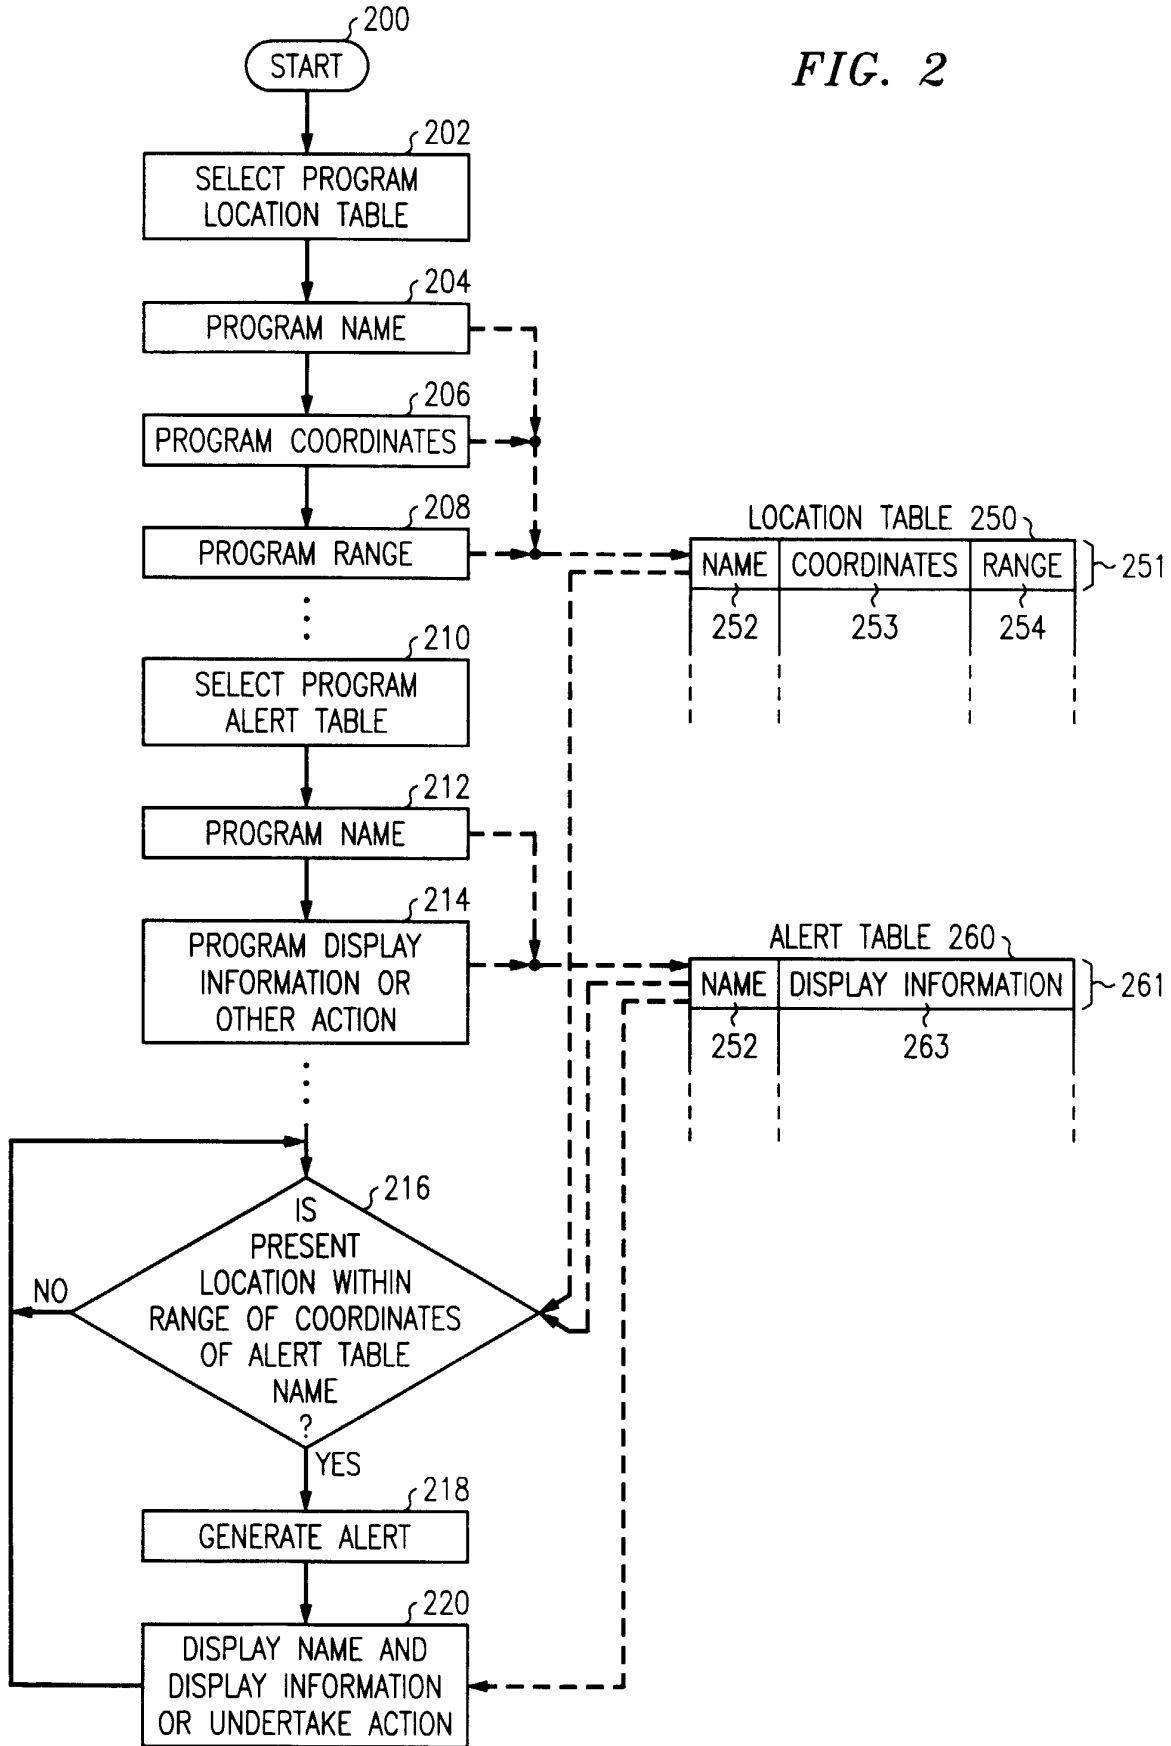 FIG. 2
200
START
202
SELECT PROGRAM
LOCATION TABLE
204
PROGRAM NAME
206
PROGRAM COORDINATES
208
PROGRAM RANGE
LOCATION TABLE 250
NAME COORDINATES RANGE
251
252 253 254
210
SELECT PROGRAM
ALERT TABLE
212
PROGRAM NAME
214
PROGRAM DISPLAY
INFORMATION OR
OTHER ACTION
ALERT TABLE 260
NAME DISPLAY INFORMATION
261
252 263
216
IS
PRESENT
LOCATION WITHIN
RANGE OF COORDINATES
OF ALERT TABLE
NAME
?
NO
YES
218
GENERATE ALERT
220
DISPLAY NAME AND
DISPLAY INFORMATION
OR UNDERTAKE ACTION